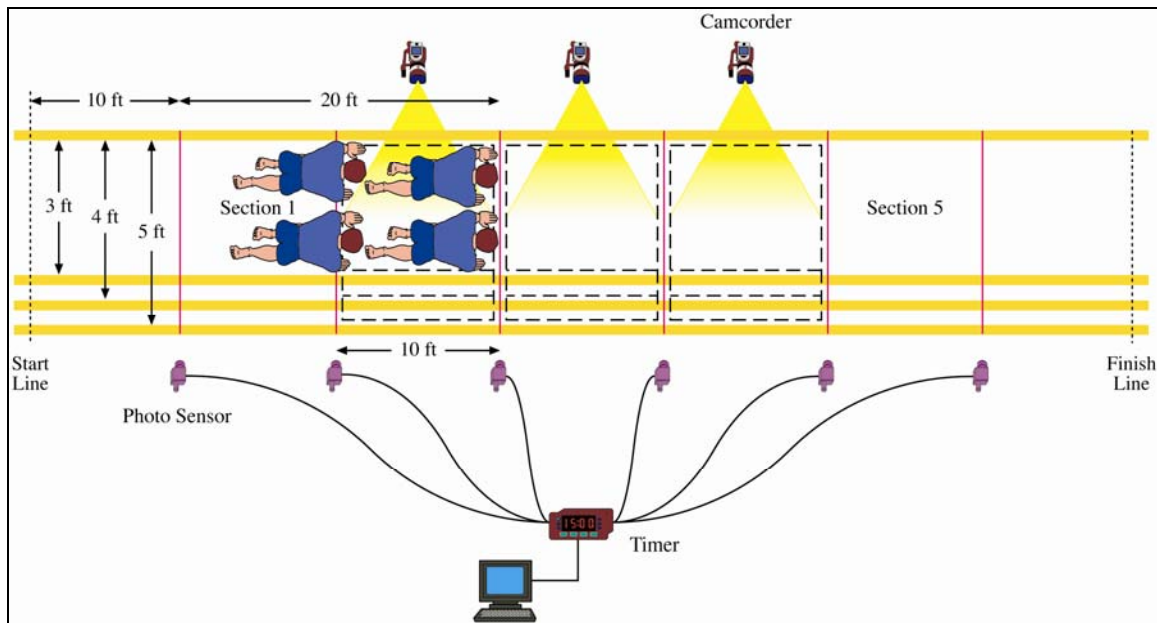 Camcorder
10 ft
20 ft
3 ft
4 ft
5 ft
Section 1
Section 5
10 ft
Start
Line
Finish
Line
Photo Sensor
15:00
Timer